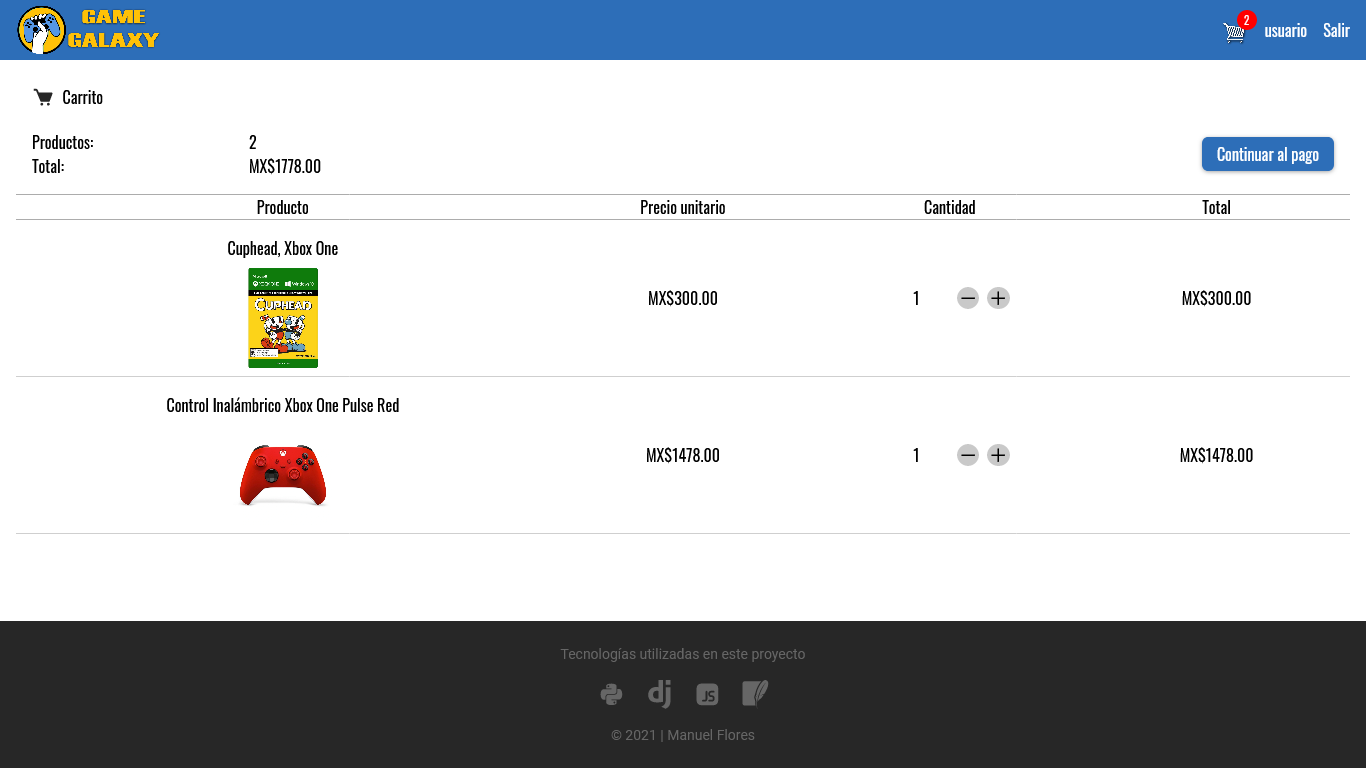 GAME
GALAXY
2
usuario
Salir
Carrito
Productos: 2
Total: MX$1778.00
Continuar al pago
Producto Precio unitario Cantidad Total
Cuphead, Xbox One
CUPHEAD
MX$300.00 1 MX$300.00
Control Inalámbrico Xbox One Pulse Red
MX$1478.00 1 MX$1478.00
Tecnologías utilizadas en este proyecto
dj
JS
© 2021 | Manuel Flores